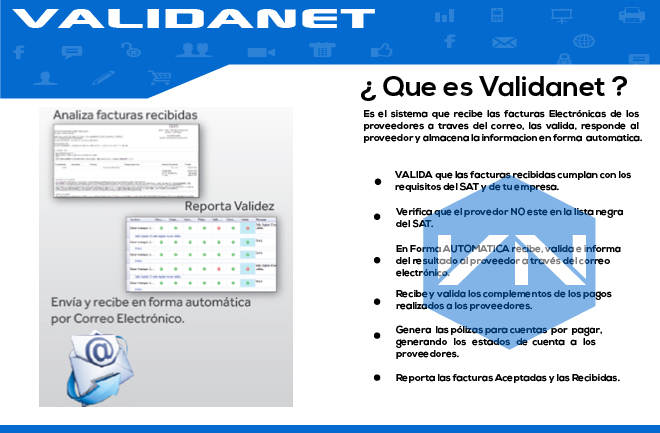 VALIDANET
¿ Que es Validanet ?
Es el sistema que recibe las facturas Electrónicas de los
proveedores a traves del correo, las valida, responde al
proveedor y almacena la informacion en forma automatica.
Analiza facturas recibidas
Reporta Validez
Envía y recibe en forma automática
por Correo Electrónico.
VALIDA que las facturas recibidas cumplan con los
requisitos del SAT y de tu empresa.
Verifica que el provedor NO este en la lista negra
del SAT.
En Forma AUTOMATICA recibe, valida e informa
del resultado al proveedor a través del correo
electrónico.
Recibe y valida los complementos de los pagos
realizados a los proveedores.
Genera las pólizas para cuentas por pagar,
generando los estados de cuenta a los
proveedores.
Reporta las facturas Aceptadas y las Recibidas.
VN